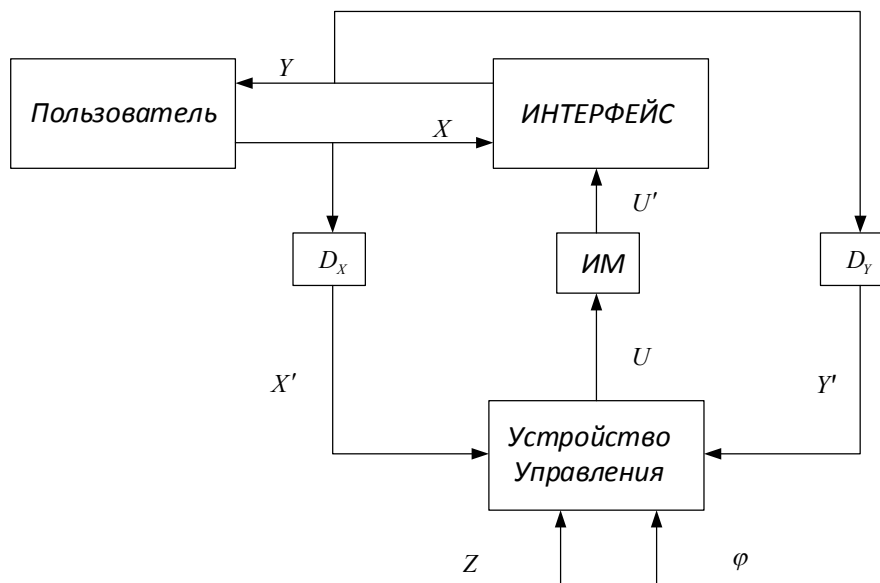 Y
Пользователь
ИНТЕРФЕЙС
X
U'
D_X
ИМ
D_Y
X'
U
Y'
Устройство
Управления
Z
φ